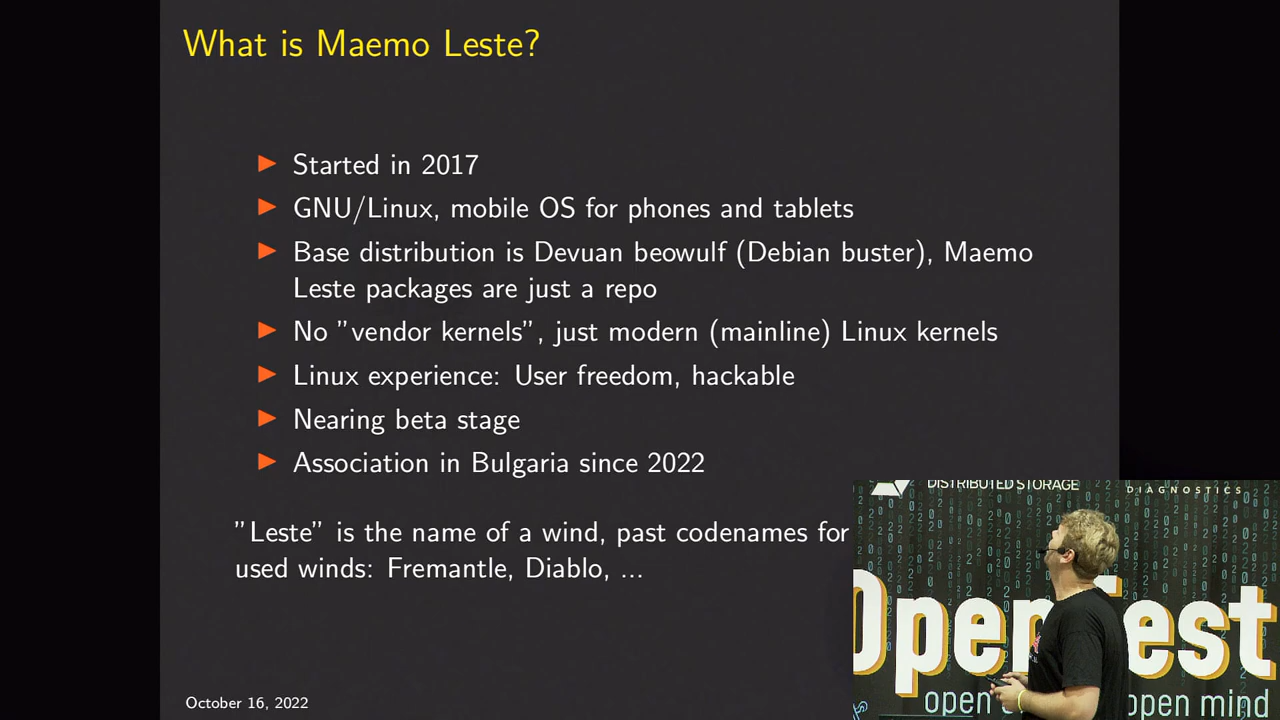 What is Maemo Leste?
Started in 2017
GNU/Linux, mobile OS for phones and tablets
Base distribution is Devuan beowulf (Debian buster), Maemo
Leste packages are just a repo
No ”vendor kernels”, just modern (mainline) Linux kernels
Linux experience: User freedom, hackable
Nearing beta stage
Association in Bulgaria since 2022
”Leste” is the name of a wind, past codenames for
used winds: Fremantle, Diablo, ...
October 16, 2022
DISTRIBUTED STORAGE
DIAGNOSTICS
OpenFest
open open mind